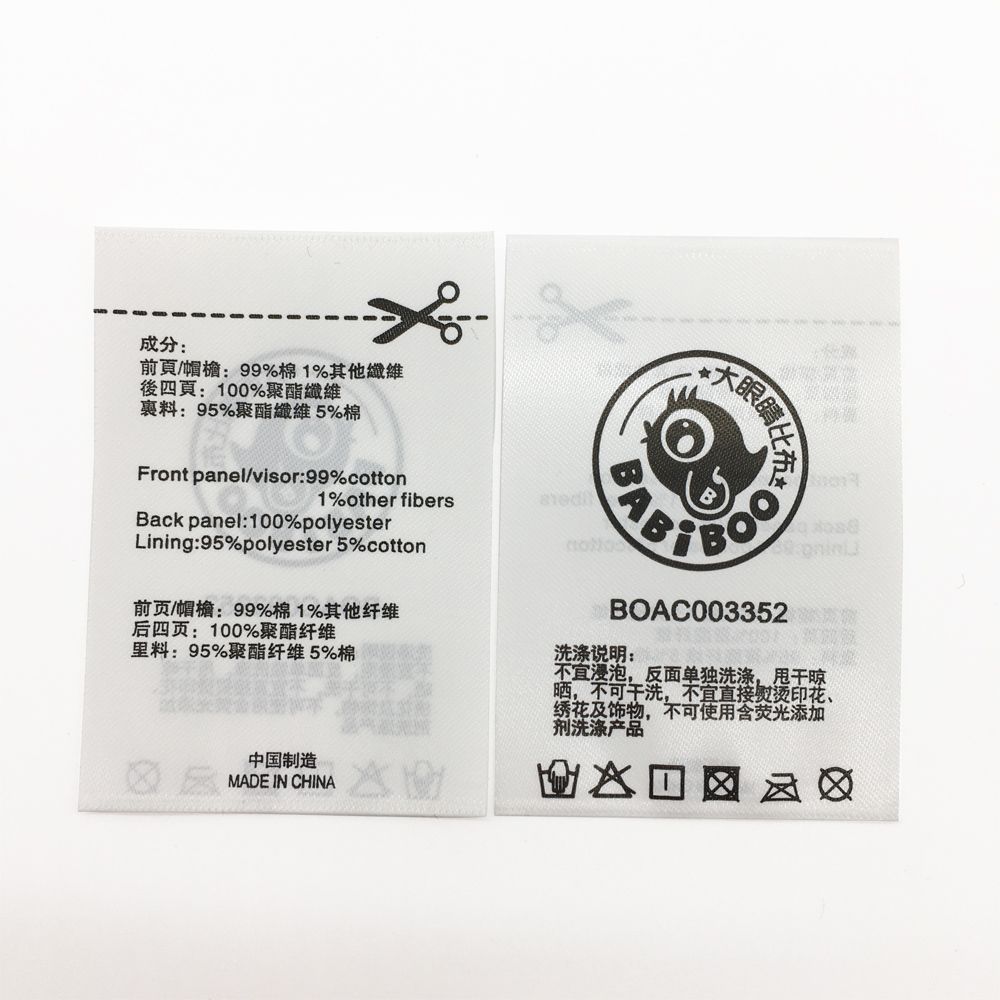 成分：
前頁/帽檐：99%棉 1%其他纖維
後四頁：100%聚酯纖維
裏料：95%聚酯纖維 5%棉
Front panel/visor:99%cotton
1%other fibers
Back panel:100%polyester
Lining:95%polyester 5%cotton
前页/帽檐：99%棉 1%其他纤维
后四页：100%聚酯纤维
里料：95%聚酯纤维 5%棉
中国制造
MADE IN CHINA
大眼睛比布
B
BABiBOO
BOAC003352
洗涤说明：
不宜浸泡，反面单独洗涤，甩干晾
晒，不可干洗，不宜直接熨烫印花、
绣花及饰物，不可使用含荧光添加
剂洗涤产品